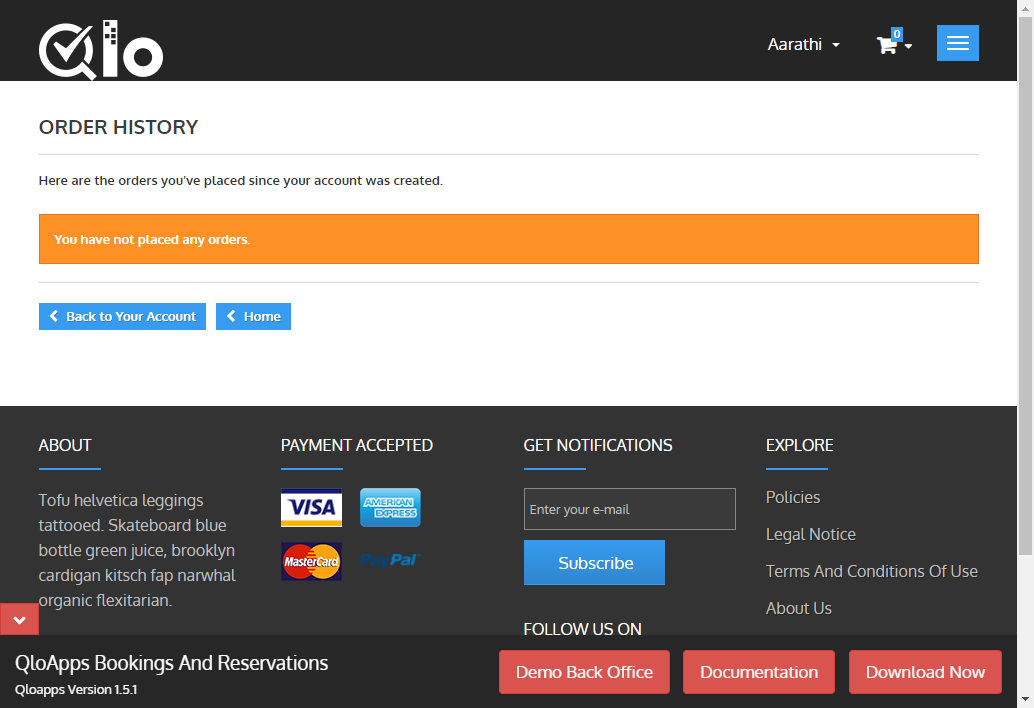 Qlo
Aarathi
0
ORDER HISTORY
Here are the orders you've placed since your account was created.
You have not placed any orders.
Back to Your Account
Home
ABOUT
Tofu helvetica leggings
tattooed. Skateboard blue
bottle green juice, brooklyn
cardigan kitsch fap narwhal
organic flexitarian.
PAYMENT ACCEPTED
VISA
AMERICAN
EXPRESS
MasterCard
PayPal
GET NOTIFICATIONS
Enter your e-mail
Subscribe
FOLLOW US ON
EXPLORE
Policies
Legal Notice
Terms And Conditions Of Use
About Us
QloApps Bookings And Reservations
Qloapps Version 1.5.1
Demo Back Office
Documentation
Download Now